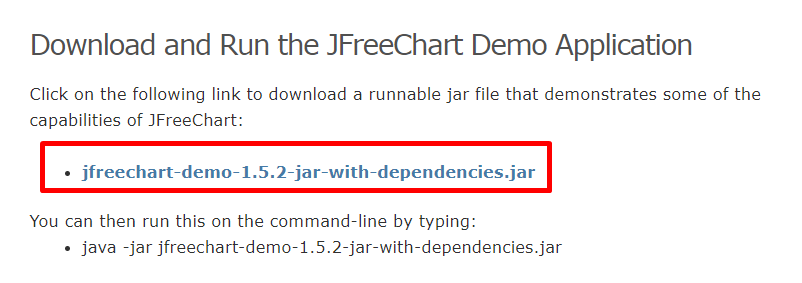 Download and Run the JFreeChart Demo Application
Click on the following link to download a runnable jar file that demonstrates some of the
capabilities of JFreeChart:
• jfreechart-demo-1.5.2-jar-with-dependencies.jar
You can then run this on the command-line by typing:
• java -jar jfreechart-demo-1.5.2-jar-with-dependencies.jar